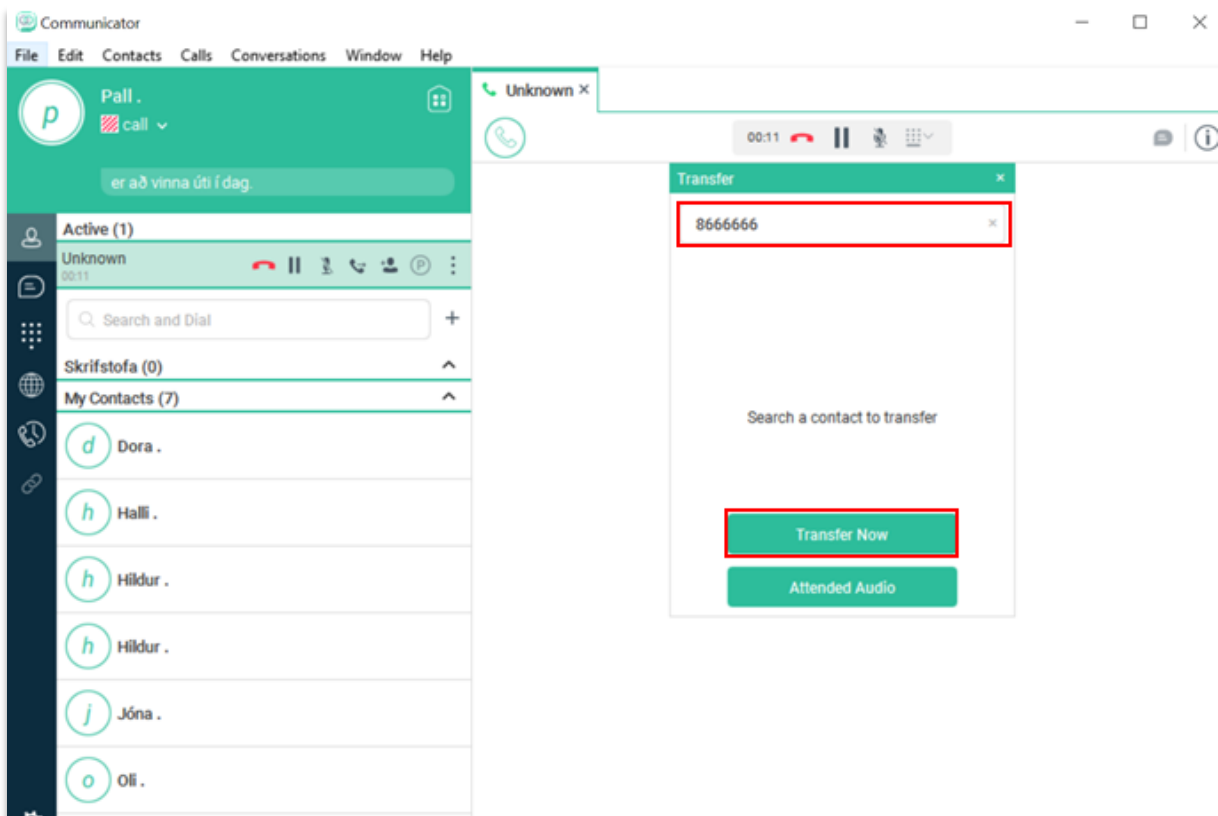 Communicator
File Edit Contacts Calls Conversations Window Help
p
Pall .
call
er að vinna úti í dag.
Active (1)
Unknown
00:11
P
Search and Dial
+
Skrifstofa (0)
My Contacts (7)
d Dora .
h Halli .
h Hildur .
h Hildur .
j Jóna .
o Oli .
Unknown ×
00:11
Transfer ×
8666666 ×
Search a contact to transfer
Transfer Now
Attended Audio